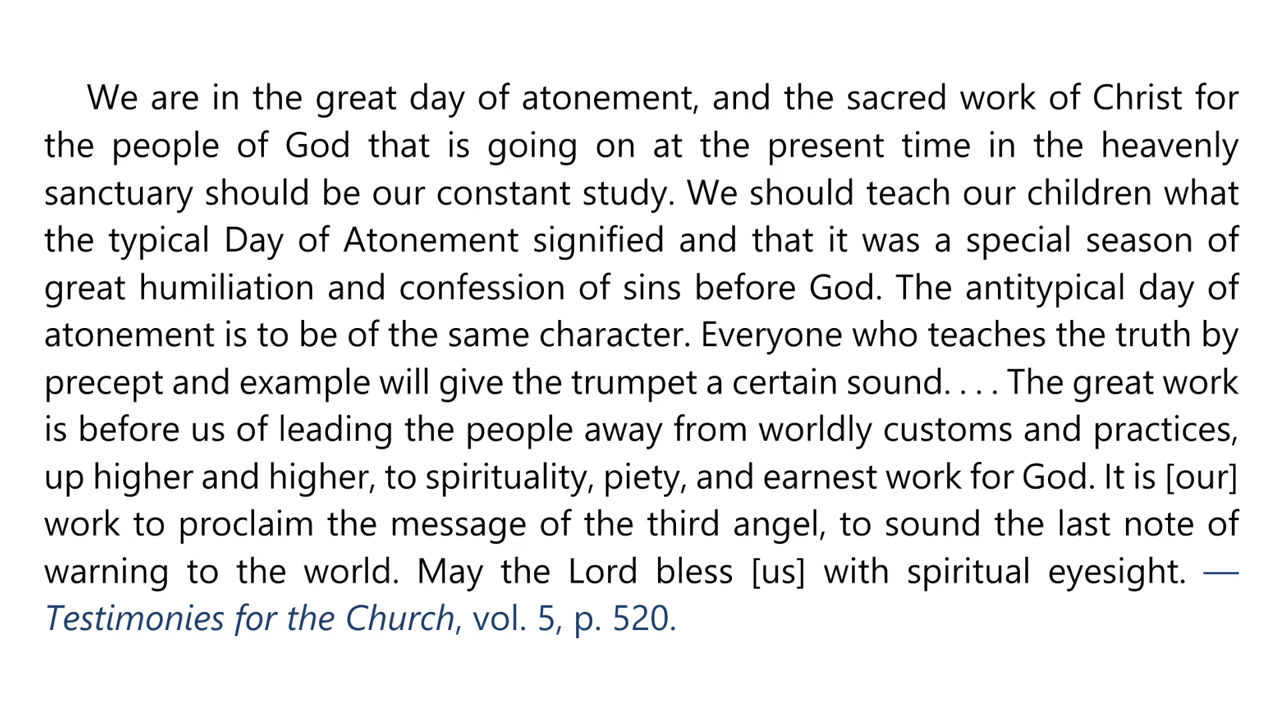 We are in the great day of atonement, and the sacred work of Christ for
the people of God that is going on at the present time in the heavenly
sanctuary should be our constant study. We should teach our children what
the typical Day of Atonement signified and that it was a special season of
great humiliation and confession of sins before God. The antitypical day of
atonement is to be of the same character. Everyone who teaches the truth by
precept and example will give the trumpet a certain sound. . . . The great work
is before us of leading the people away from worldly customs and practices,
up higher and higher, to spirituality, piety, and earnest work for God. It is [our]
work to proclaim the message of the third angel, to sound the last note of
warning to the world. May the Lord bless [us] with spiritual eyesight. —
Testimonies for the Church, vol. 5, p. 520.